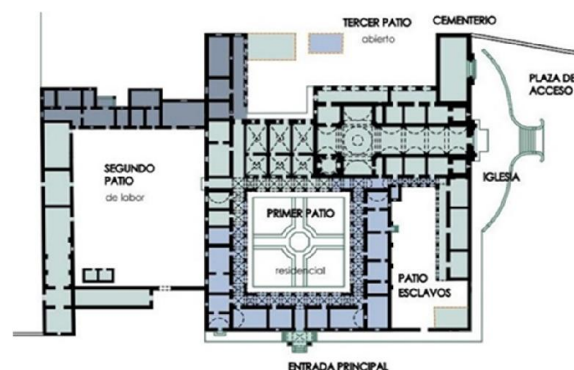 TERCER PATIO
abierto
CEMENTERIO
PLAZA DE
ACCESO
SEGUNDO
PATIO
de labor
IGLESIA
PRIMER PATIO
residencial
PATIO
ESCLAVOS
ENTRADA PRINCIPAL